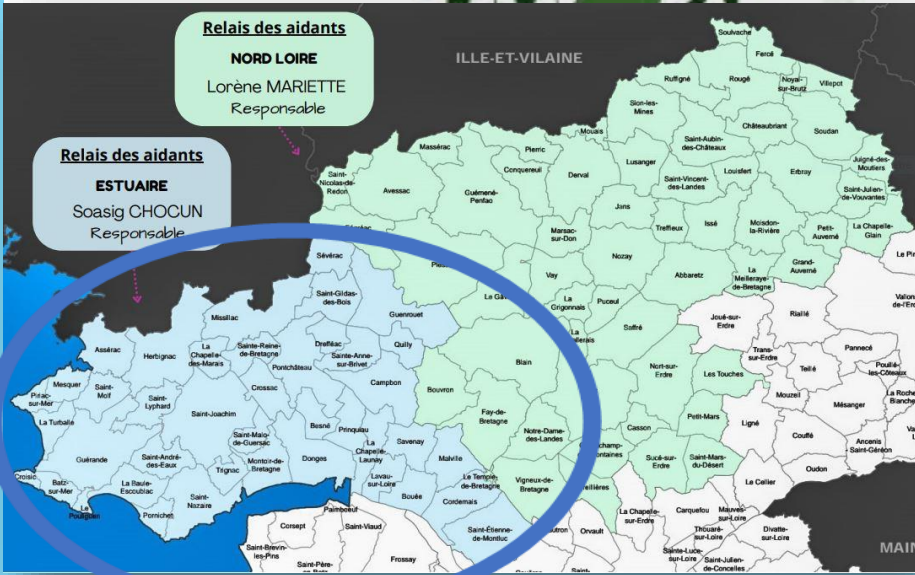 Relais des aidants
NORD LOIRE
Lorène MARIETTE
Responsable
ILLE-ET-VILAINE
Relais des aidants
ESTUAIRE
Soasig CHOCUN
Responsable
Soulvache
Fercé
Ruffigné
Rougé
Noyal-
sur-Brutz
Villepot
Sion-les-
Mines
Saint-Aubin
des-Châteaux
Châteaubriant
Soudan
Mouais
Massérac
Pierric
Conquereuil
Derval
Lusanger
Juigné-des-
Moutiers
Saint-
Nicolas-de-
Redon
Avessac
Guémené-
Penfao
Saint-Vincent-
des-Landes
Louisfert
Erbray
Saint-Julien-
de-Vouvantes
Jans
Marsac-
sur-Don
Treffieux
Issé
Moisdon-
la-Rivière
Petit-
Auverné
La Chapelle-
Glain
Sévérac
Vay
Nozay
Abbaretz
La
Meilleraye-
de-Bretagne
Grand-
Auverné
Le Pin
Saint-Gildas-
des-Bois
Guenrouet
Le Gâv
La
Grigonnais
Puceul
Vallon
de-l'Erd
Missillac
Saffré
Joué-sur-
Erdre
Riaillé
Assérac
Herbignac
La
Chapelle-
des-Marais
Sainte-Reine-
de-Bretagne
Drefféac
Quilly
Sainte-Anne-
sur-Brivet
Pontchâteau
Blain
La
Trans-
sur-Erdre
Pannecé
Teillé
Nort-sur-
Erdre
Les Touches
Mesquer
Piriac-
sur-Mer
Saint-
Molf
Saint-
Lyphard
Crossac
Campbon
Bouvron
Mouzeil
Mésanger
La Roche
Blanche
La Turballe
Saint-Joachim
Fay-de-
Bretagne
Petit-Mars
Ligné
Couffé
Besné
Prinquiau
Casson
Notre-Dame-
des-Landes
Ancenis
Saint-Géréon
Guérande
Saint-André-
des-Eaux
Saint-Malo-
de-Guersac
Montoir-de-
Bretagne
Donges
La
Chapelle-
Launay
Savenay
Malville
Sucé-sur-
Erdre
Saint-Mars-
du-Désert
Oudon
Croisic
Batz-
sur-Mer
La Baule-
Escoublac
Trignac
Lavau-
sur-Loire
Le Temple-
de-Bretagne
Vigneux-de-
Bretagne
Le Cellier
Le
Pouliguen
Pornichet
Saint-
Nazaire
Bouée
Cordemais
Saint-Étienne-
de-Montluc
La Chapelle-
sur-Erdre
Carquefou
Mauves-
sur-Loire
Thouaré-
sur-Loire
Divatte-
sur-Loire
Paimboeuf
Corsept
Saint-Viaud
Orvault
Sainte-Luce-
sur-Loire
Saint-Julien-
de-Concelles
Saint-Brevin-
les-Pins
Saint-Père-
Frossay
MAIN